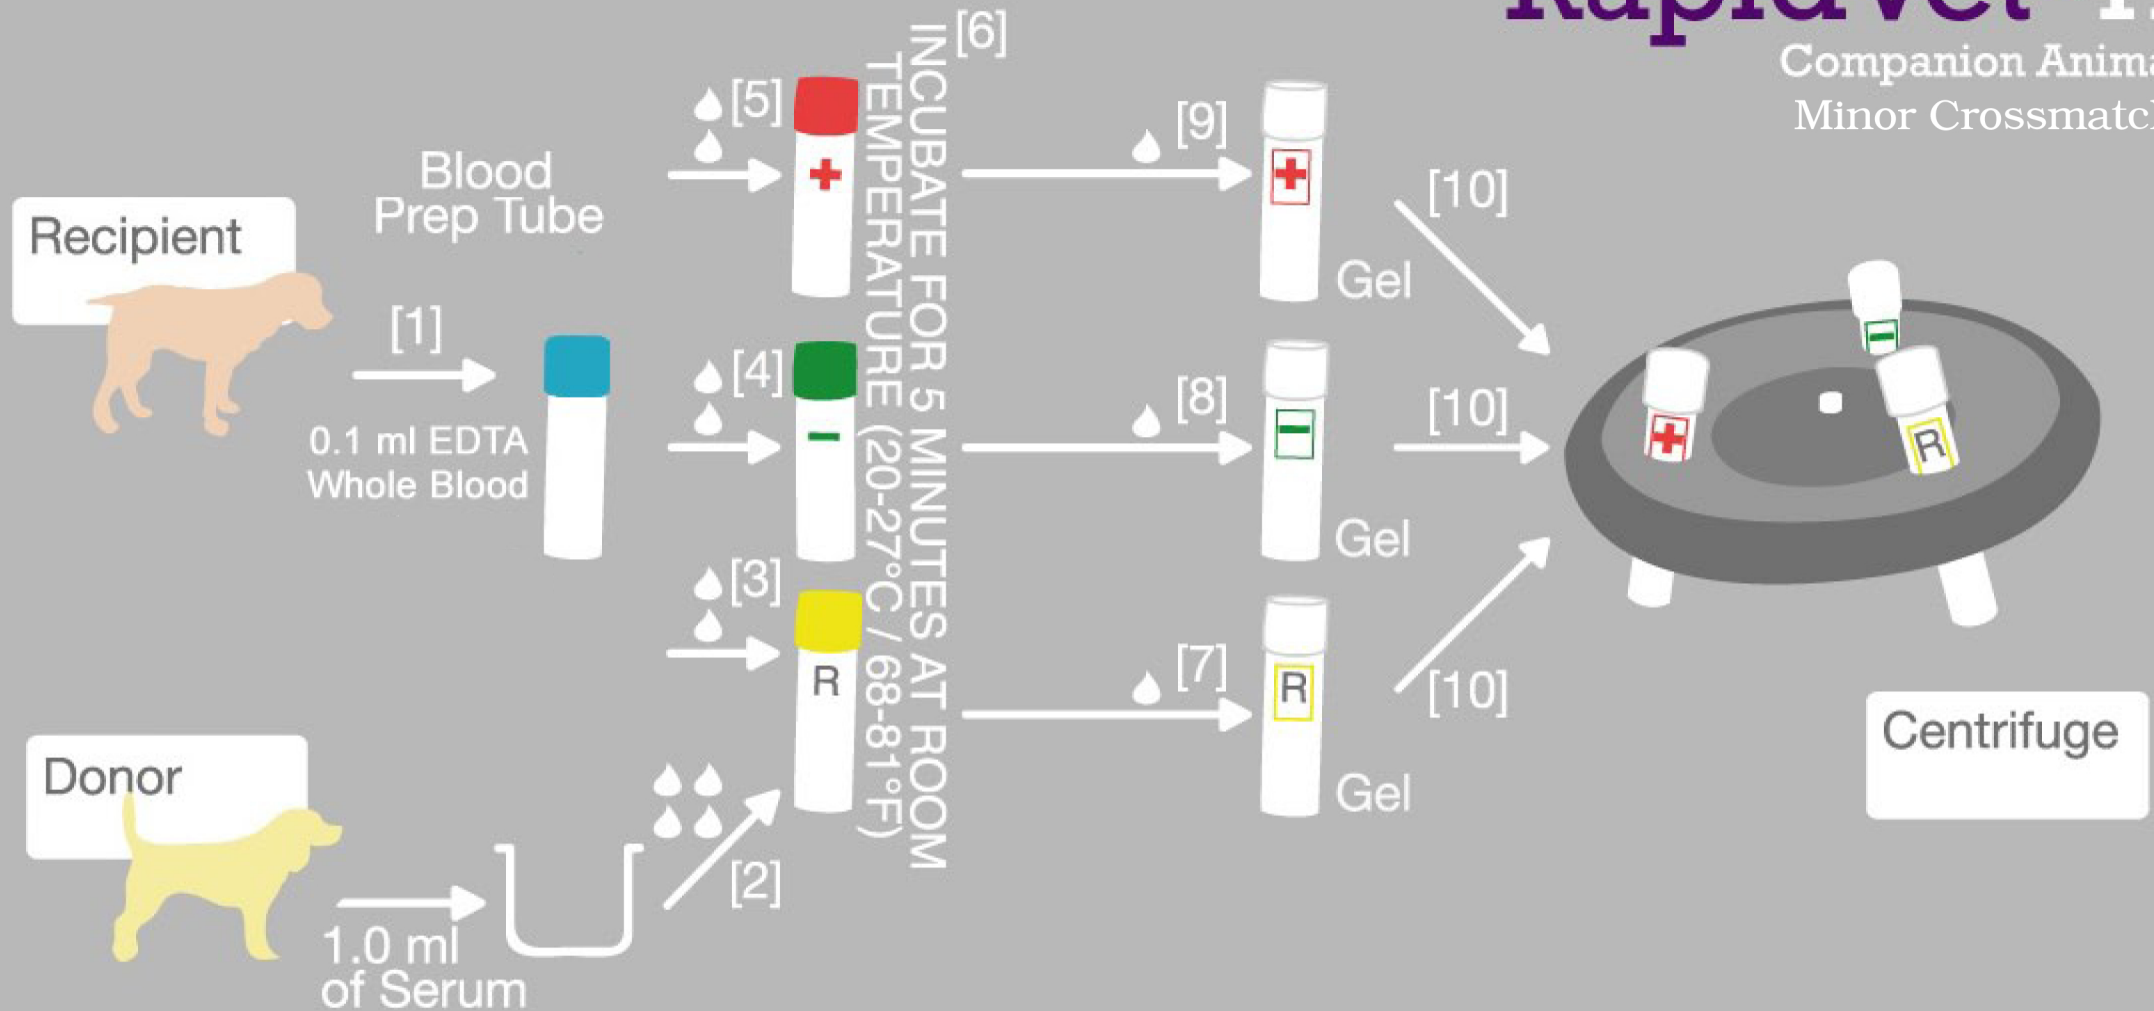 Companion
Minor
[6]
INCUBATE FOR 5 MINUTES AT ROOM
TEMPERATURE (20-27°C / 68-81°F)
[5]
[9]
Blood
Prep Tube
+
+
[10]
Recipient
Gel
[1]
[4]
[8]
[10]
0.1 ml EDTA
Whole Blood
-
-
-
+
R
Gel
[3]
[7]
R
R
[10]
Donor
Gel
Centrifuge
[2]
1.0 ml
of Serum